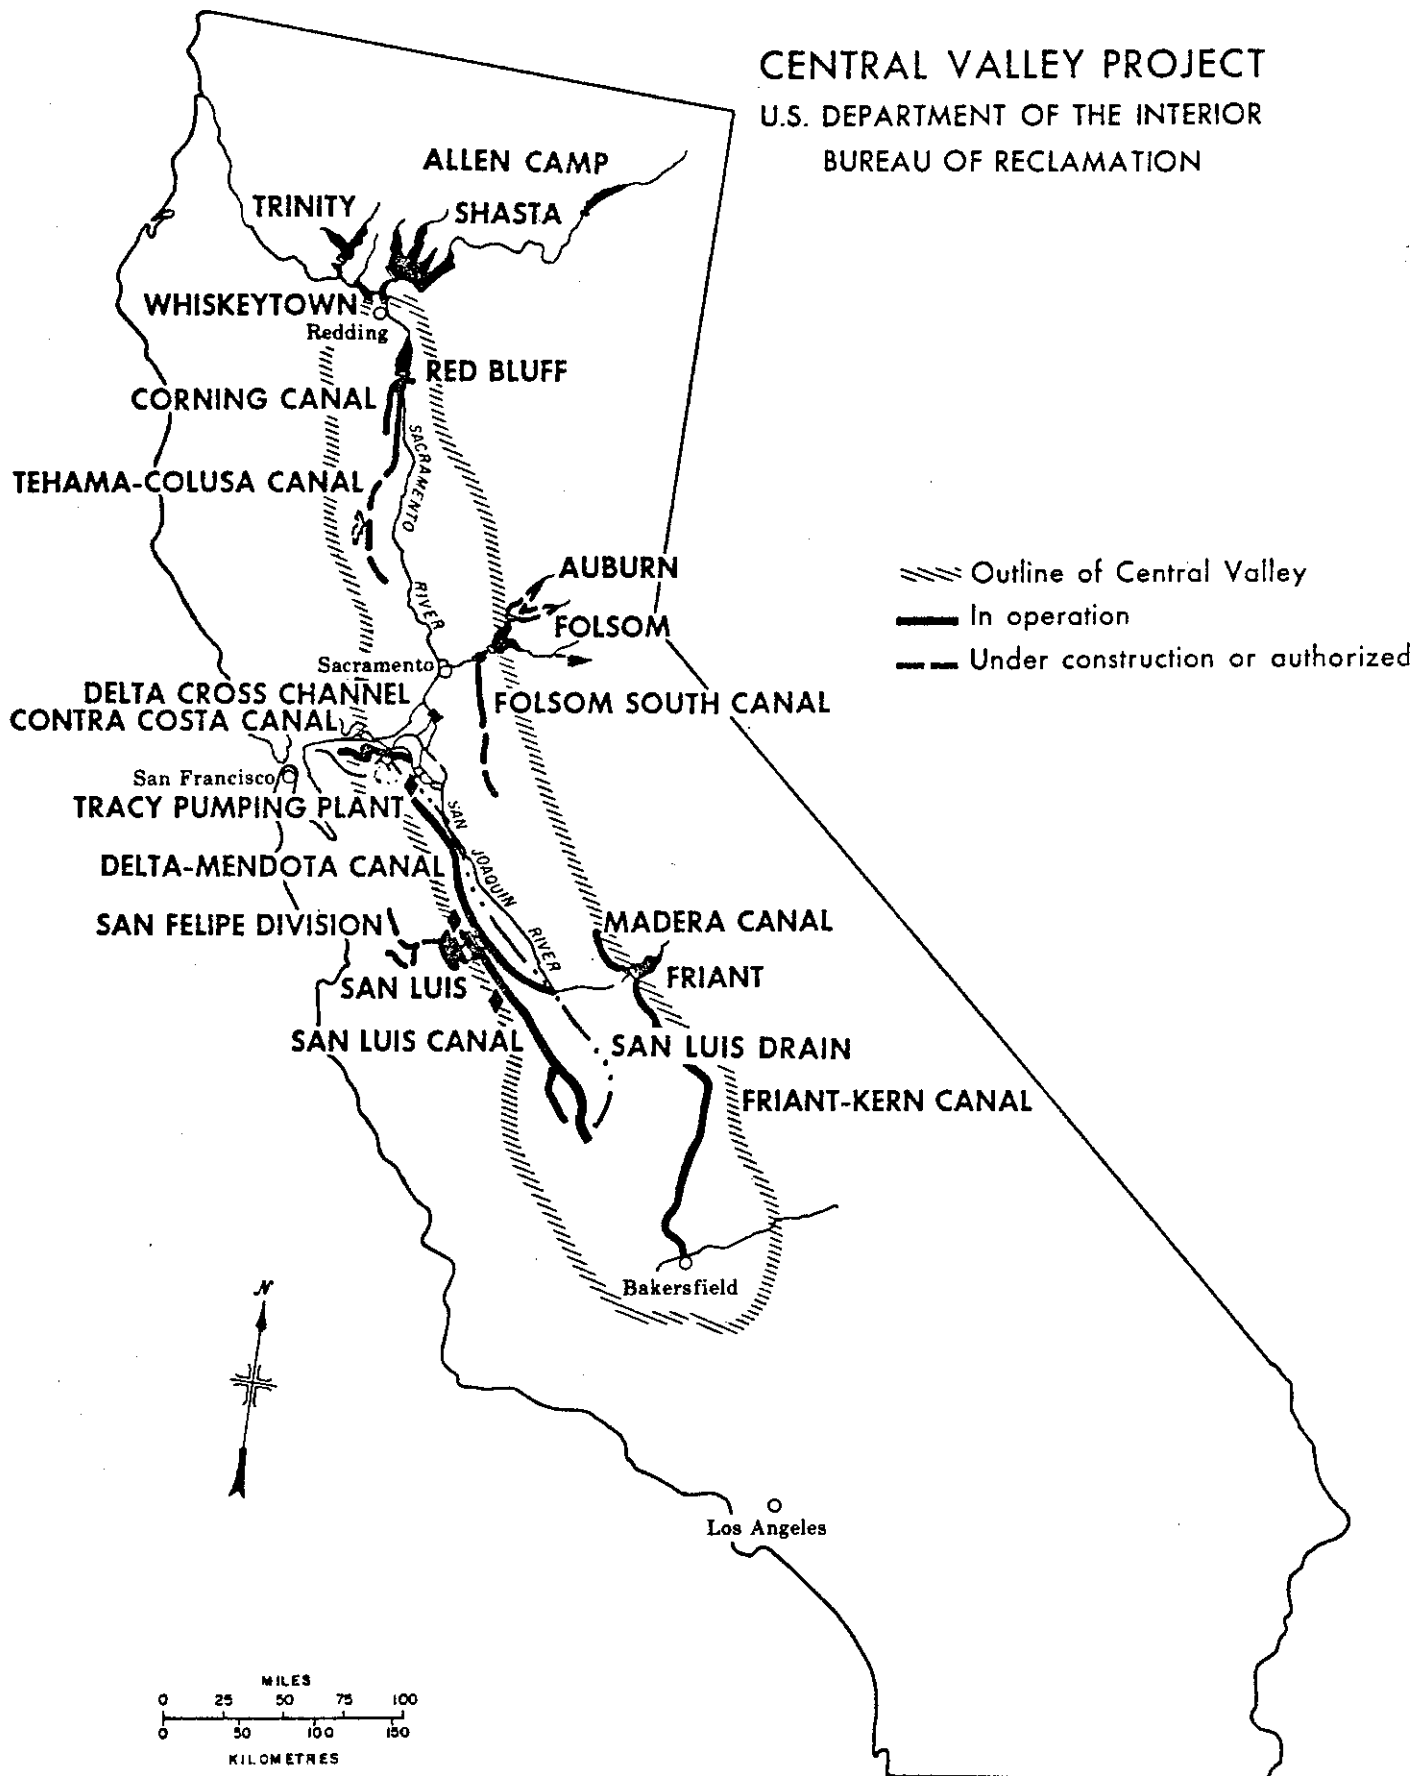 CENTRAL VALLEY PROJECT
U.S. DEPARTMENT OF THE INTERIOR
BUREAU OF RECLAMATION
ALLEN CAMP
TRINITY
SHASTA
WHISKEYTOWN
Redding
RED BLUFF
CORNING CANAL
SACRAMENTO
TEHAMA-COLUSA CANAL
AUBURN
Outline of Central Valley
RIVER
In operation
FOLSOM
Under construction or authorized
Sacramento
DELTA CROSS CHANNEL
FOLSOM SOUTH CANAL
CONTRA COSTA CANAL
San Francisco
TRACY PUMPING PLANT
SAN
JOAQUIN
DELTA-MENDOTA CANAL
SAN FELIPE DIVISION
MADERA CANAL
RIVER
FRIANT
SAN LUIS
SAN LUIS CANAL
SAN LUIS DRAIN
FRIANT-KERN CANAL
Bakersfield
N
Los Angeles
MILES
0 25 50 75 100
0 50 100 150
KILOMETRES